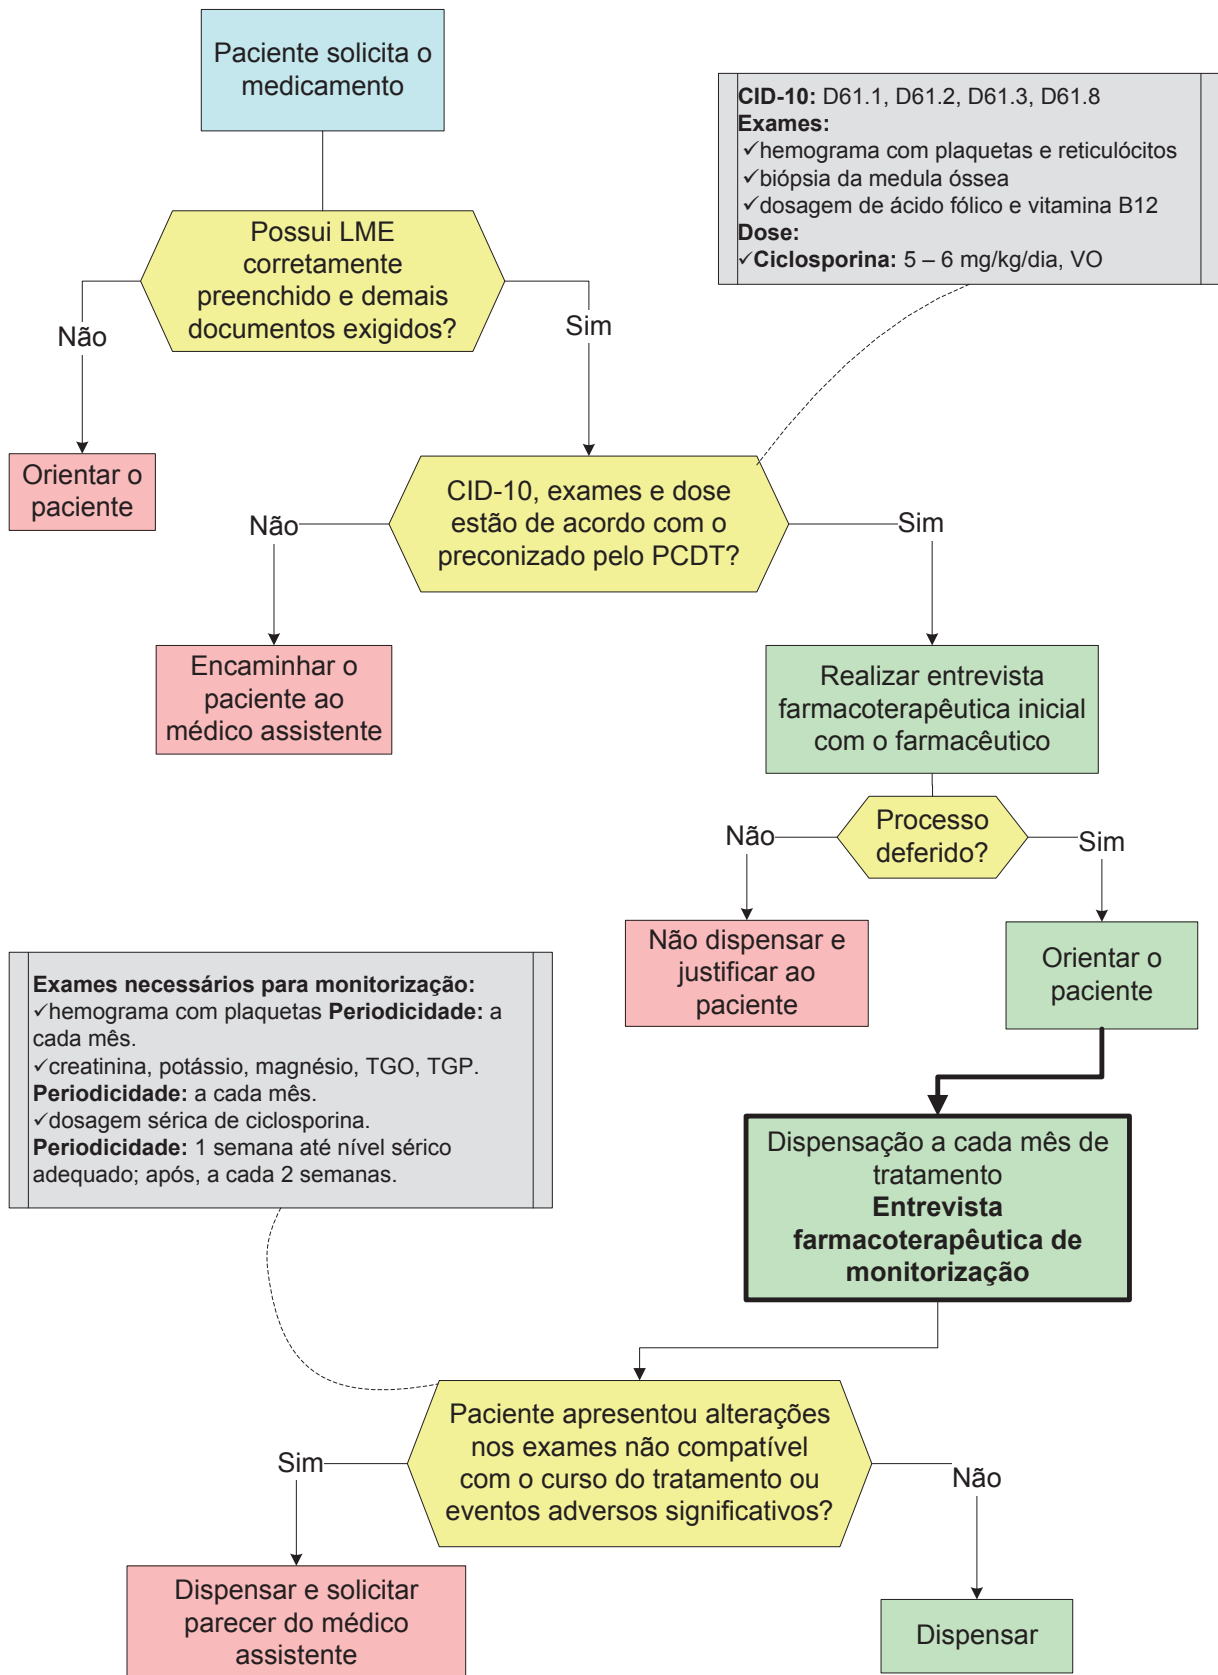 Paciente solicita o
medicamento
CID-10: D61.1, D61.2, D61.3, D61.8
Exames:
✓hemograma com plaquetas e reticulócitos
✓biópsia da medula óssea
✓dosagem de ácido fólico e vitamina B12
Dose:
✓Ciclosporina: 5 – 6 mg/kg/dia, VO
Possui LME
corretamente
preenchido e demais
documentos exigidos?
Não
Sim
Orientar o
paciente
CID-10, exames e dose
estão de acordo com o
preconizado pelo PCDT?
Não
Sim
Encaminhar o
paciente ao
médico assistente
Realizar entrevista
farmacoterapêutica inicial
com o farmacêutico
Processo
deferido?
Não
Sim
Não dispensar e
justificar ao
paciente
Orientar o
paciente
Exames necessários para monitorização:
✓hemograma com plaquetas Periodicidade: a
cada mês.
✓creatinina, potássio, magnésio, TGO, TGP.
Periodicidade: a cada mês.
✓dosagem sérica de ciclosporina.
Periodicidade: 1 semana até nível sérico
adequado; após, a cada 2 semanas.
Dispensação a cada mês de
tratamento
Entrevista
farmacoterapêutica de
monitorização
Paciente apresentou alterações
nos exames não compatível
com o curso do tratamento ou
eventos adversos significativos?
Sim
Não
Dispensar e solicitar
parecer do médico
assistente
Dispensar